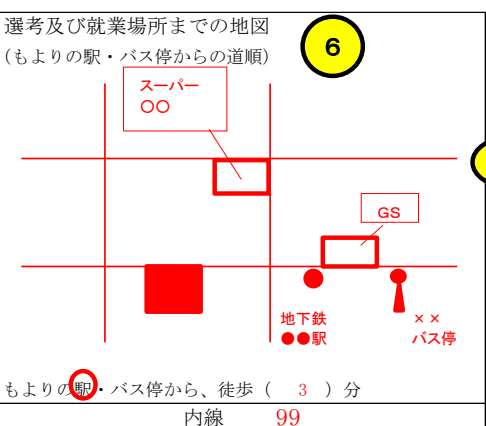 選考及び就業場所までの地図
(もよりの駅・バス停からの道順)
6
スーパー
○○
GS
地下鉄
●●駅
××
バス停
もよりの駅・バス停から、徒歩（ 3 ）分
内線 99